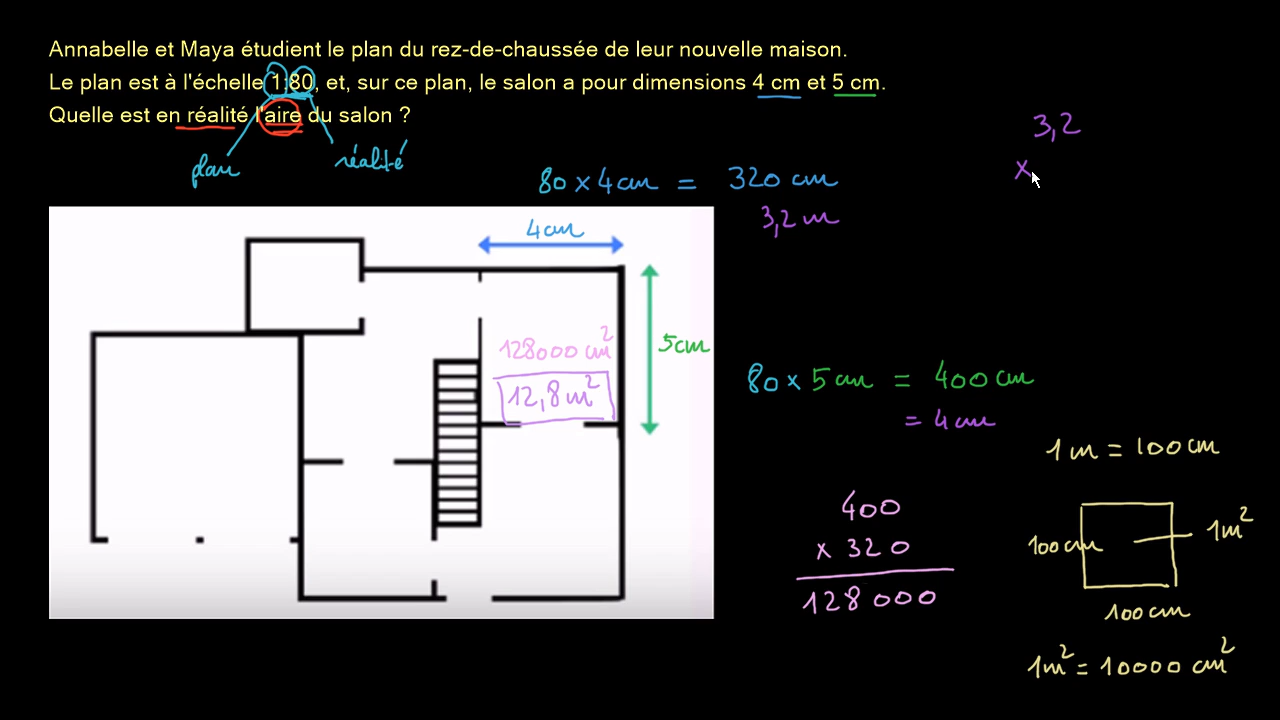 Annabelle et Maya étudient le plan du rez-de-chaussée de leur nouvelle maison.
Le plan est à l'échelle 1:80, et, sur ce plan, le salon a pour dimensions 4 cm et 5 cm.
Quelle est en réalité l'aire du salon ?
plan
réalité
80 × 4 cm = 320 cm
3,2 m
3,2
×
4 cm
5 cm
128000 cm²
12,8 m²
80 × 5 cm = 400 cm
= 4 cm
400
× 320
128000
1 m = 100 cm
100 cm
1 m²
100 cm
1 m² = 10000 cm²